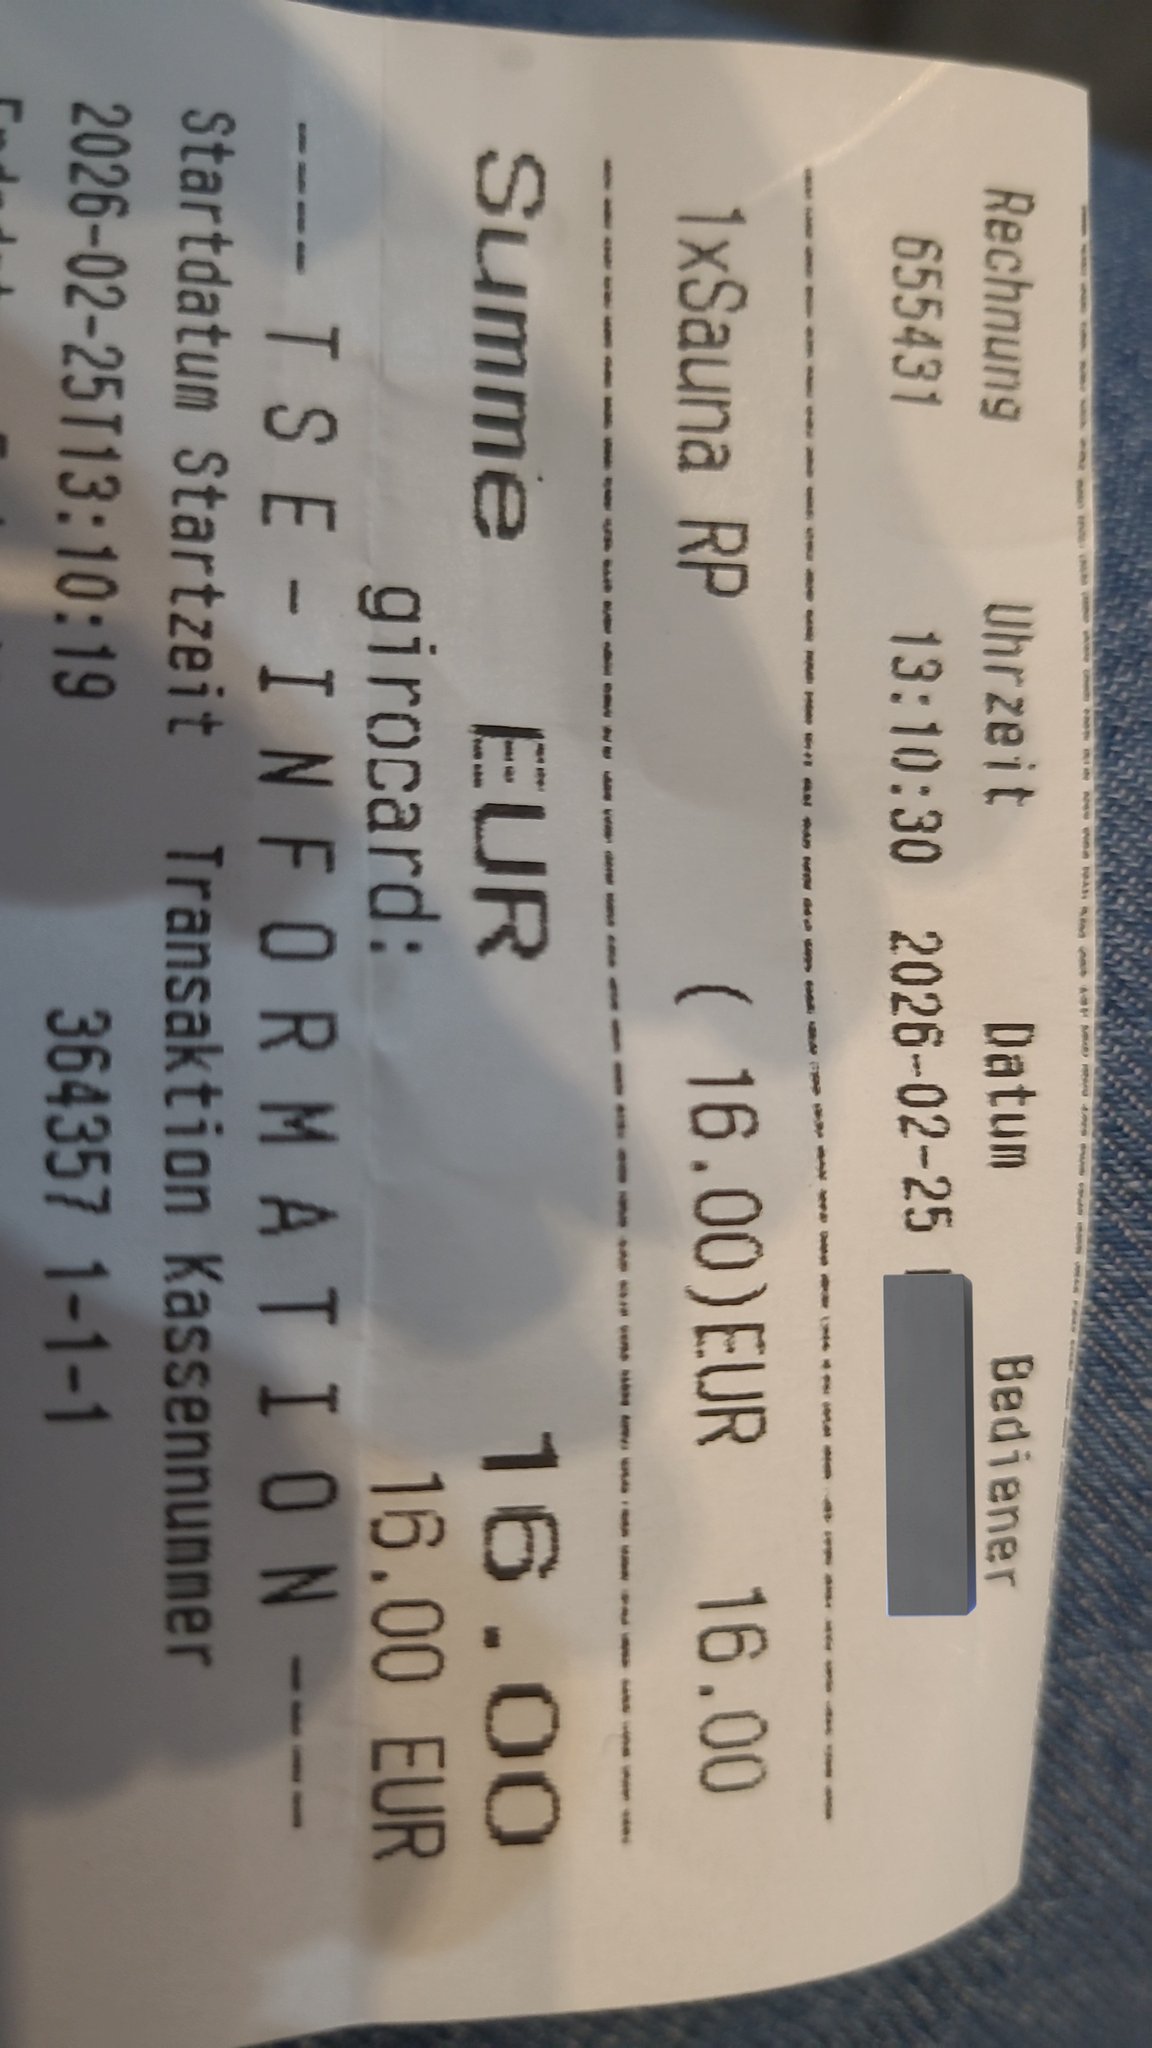 Rechnung Uhrzeit Datum Bediener
655431 13:10:30 2026-02-25
1xSauna RP ( 16.00)EUR 16.00
Summe EUR 16.00
girocard: 16,00 EUR
---- T S E - I N F O R M A T I O N ----
Startdatum Startzeit Transaktion Kassennummer
2026-02-25T13:10:19 364357 1-1-1